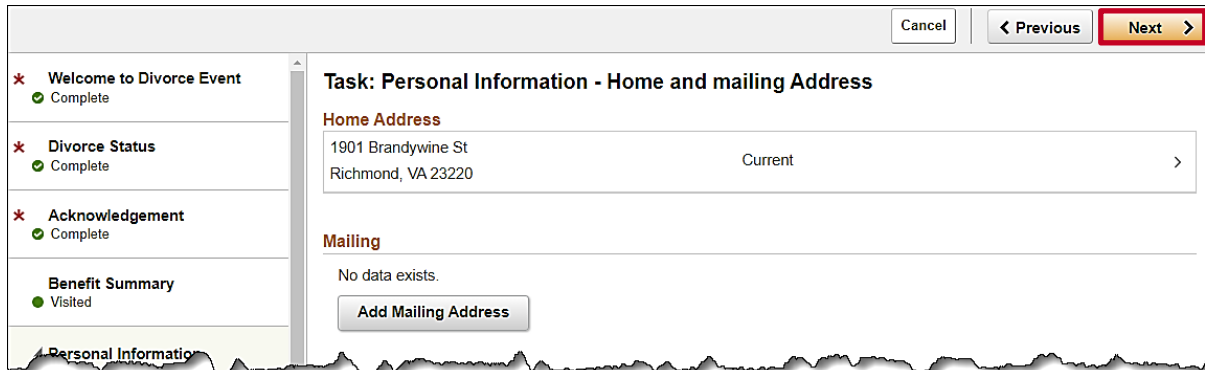 Cancel
Previous
Next
Welcome to Divorce Event
Complete
Divorce Status
Complete
Acknowledgement
Complete
Benefit Summary
Visited
Personal Information
Task: Personal Information - Home and mailing Address
Home Address
1901 Brandywine St
Richmond, VA 23220
Current
Mailing
No data exists.
Add Mailing Address